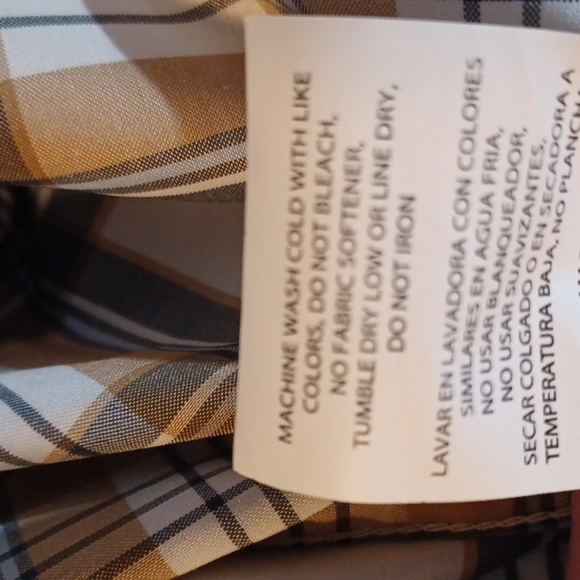 MACHINE WASH COLD WITH LIKE
COLORS, DO NOT BLEACH,
NO FABRIC SOFTENER,
TUMBLE DRY LOW OR LINE DRY,
DO NOT IRON
LAVAR EN LAVADORA CON COLORES
SIMILARES EN AGUA FRIA,
NO USAR BLANQUEADOR,
NO USAR SUAVIZANTES,
SECAR COLGADO O EN SECADORA A
TEMPERATURA BAJA, NO PLANCHAR